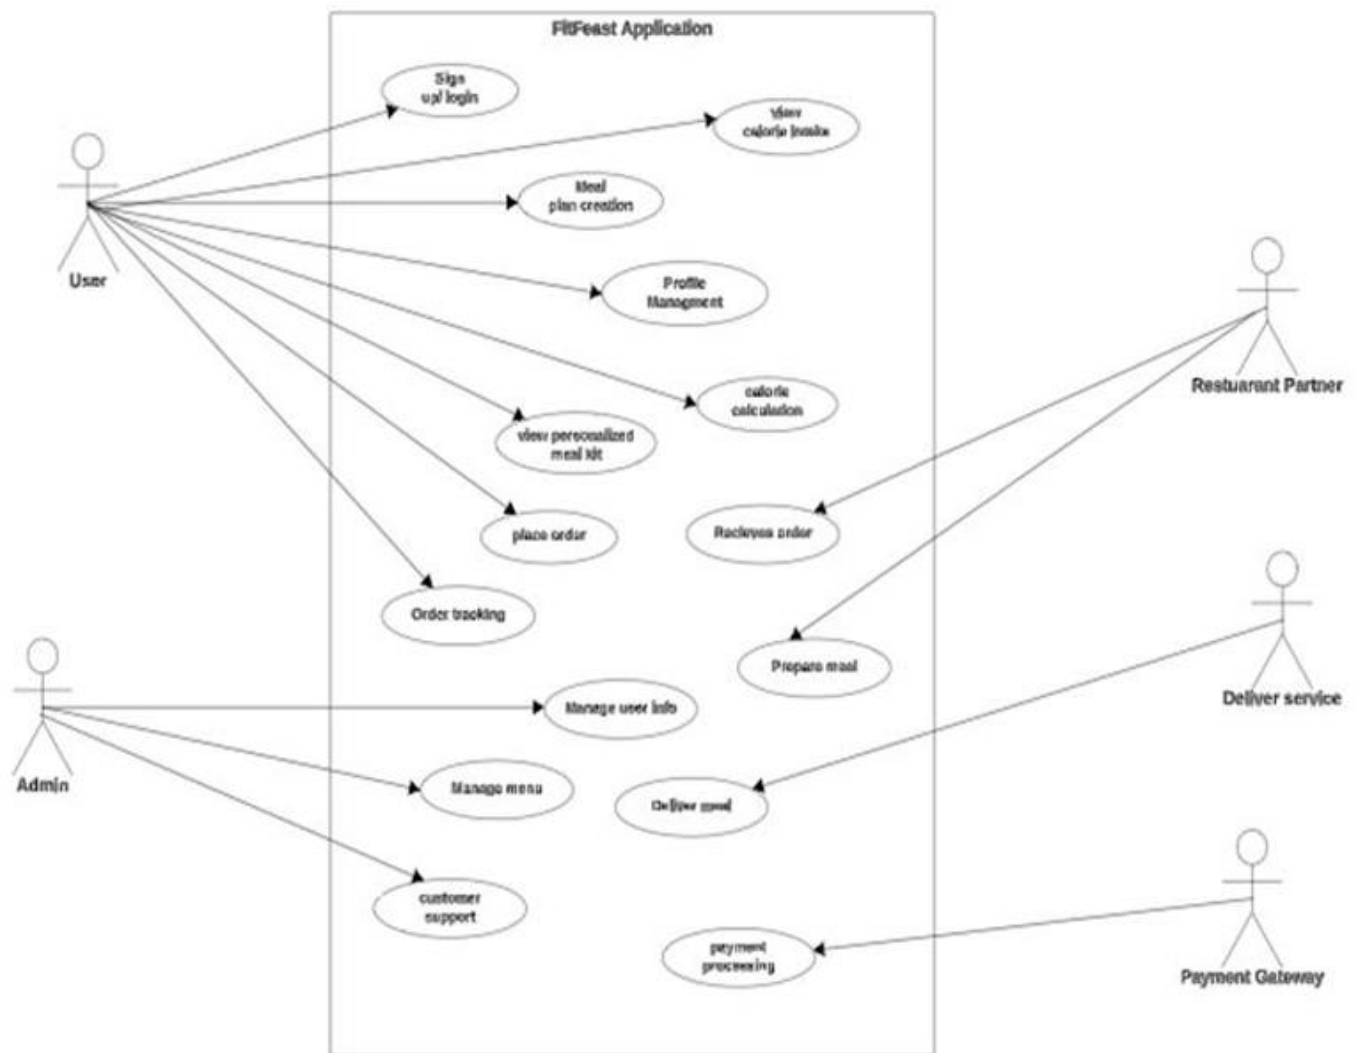 FitFeast Application
Sign
up/ login
View
calorie intake
Meal
plan creation
User
Profile
Managment
Restuarant Partner
calorie
calculation
view personalized
meal kit
place order
Recieves order
Order tracking
Prepare meal
Deliver service
Manage user info
Admin
Manage menu
Deliver meal
customer
support
payment
processing
Payment Gateway